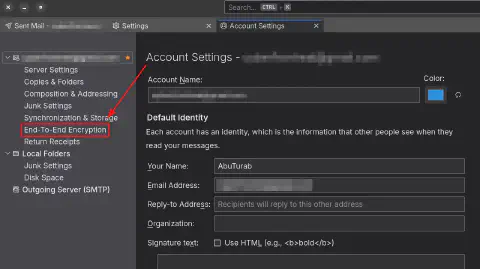 Search... CTRL + K
Sent Mail - Settings Account Settings
Account Settings -
Server Settings
Copies & Folders
Composition & Addressing
Junk Settings
Synchronization & Storage
End-To-End Encryption
Return Receipts
Local Folders
Junk Settings
Disk Space
Outgoing Server (SMTP)
Account Name:
Color:
Default Identity
Each account has an identity, which is the information that other people see when they
read your messages.
Your Name: AbuTurab
Email Address:
Reply-to Address: Recipients will reply to this other address
Organization:
Signature text: Use HTML (e.g., <b>bold</b>)